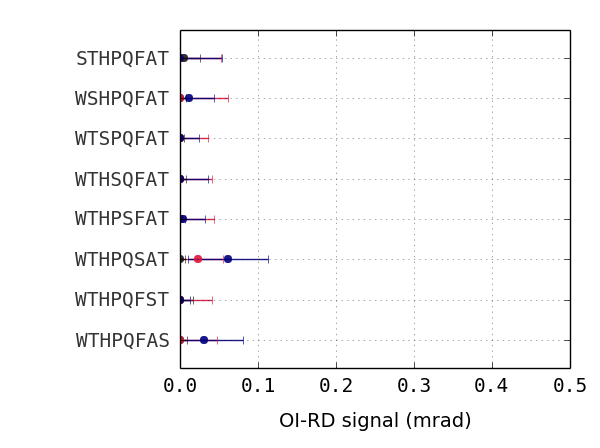 STHPQFAT
WSHPQFAT
WTSPQFAT
WTHSQFAT
WTHPSFAT
WTHPQSAT
WTHPQFST
WTHPQFAS
0.0 0.1 0.2 0.3 0.4 0.5
OI-RD signal (mrad)